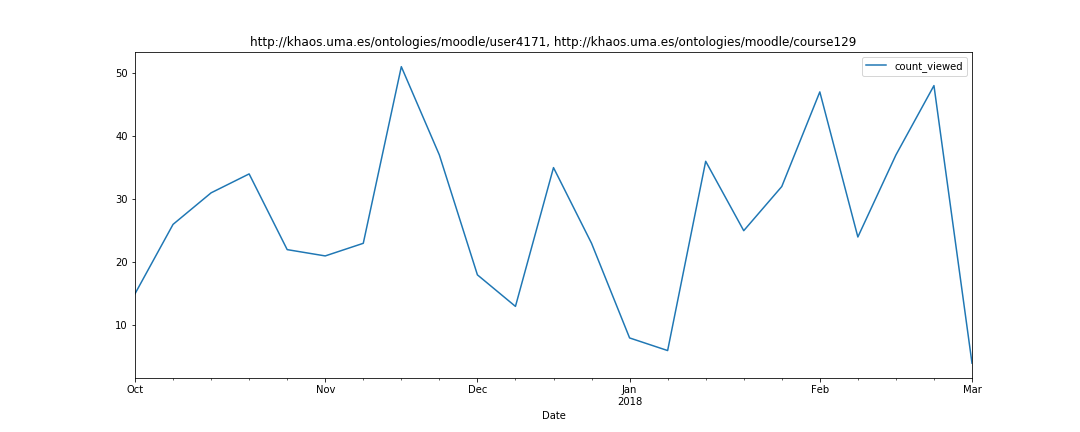 http://khaos.uma.es/ontologies/moodle/user4171, http://khaos.uma.es/ontologies/moodle/course129
count_viewed
50
40
30
20
10
Oct Nov Dec Jan Feb Mar
2018
Date